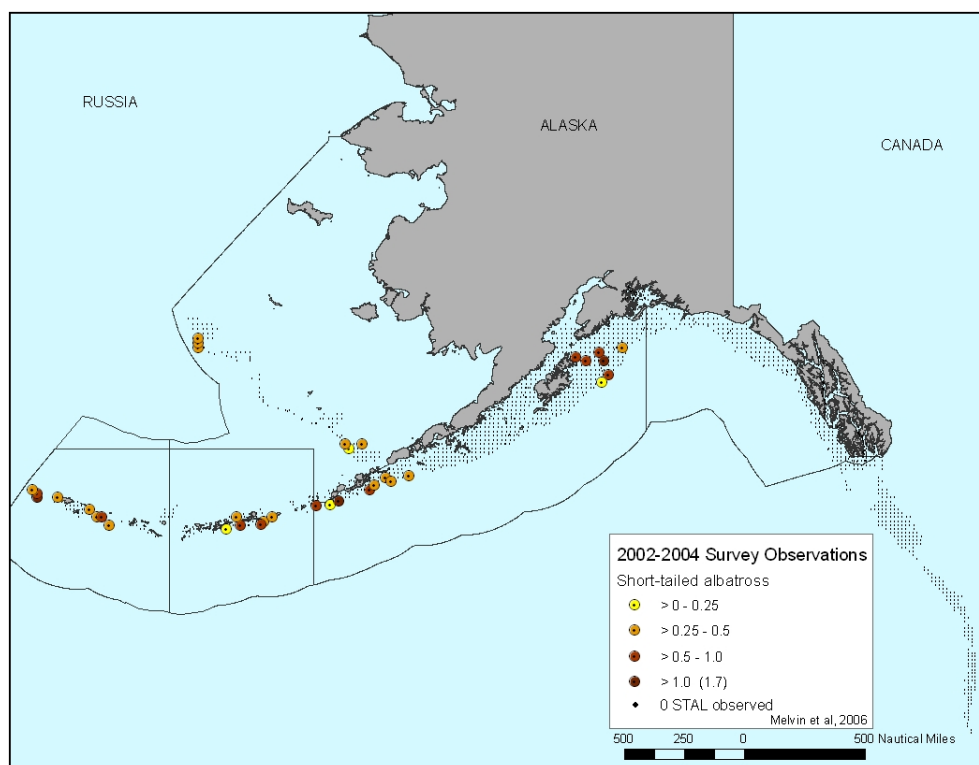 RUSSIA
ALASKA
CANADA
2002-2004 Survey Observations
Short-tailed albatross
> 0 - 0.25
> 0.25 - 0.5
> 0.5 - 1.0
> 1.0 (1.7)
0 STAL observed
Melvin et al, 2006
500 250 0 500 Nautical Miles